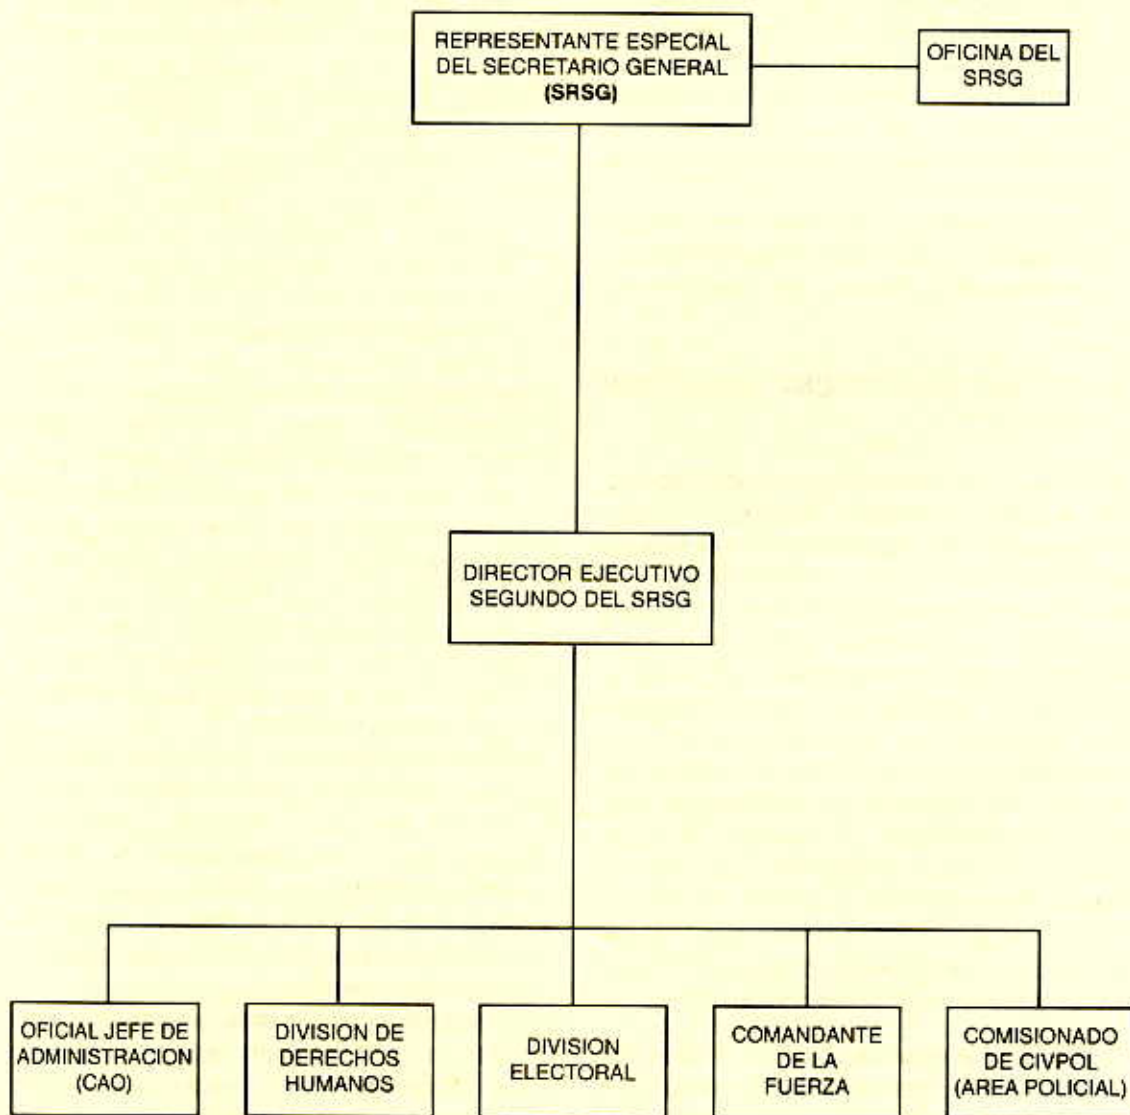 REPRESENTANTE ESPECIAL
DEL SECRETARIO GENERAL
(SRSG)
OFICINA DEL
SRSG
DIRECTOR EJECUTIVO
SEGUNDO DEL SRSG
OFICIAL JEFE DE
ADMINISTRACION
(CAO)
DIVISION DE
DERECHOS
HUMANOS
DIVISION
ELECTORAL
COMANDANTE
DE LA
FUERZA
COMISIONADO
DE CIVPOL
(AREA POLICIAL)